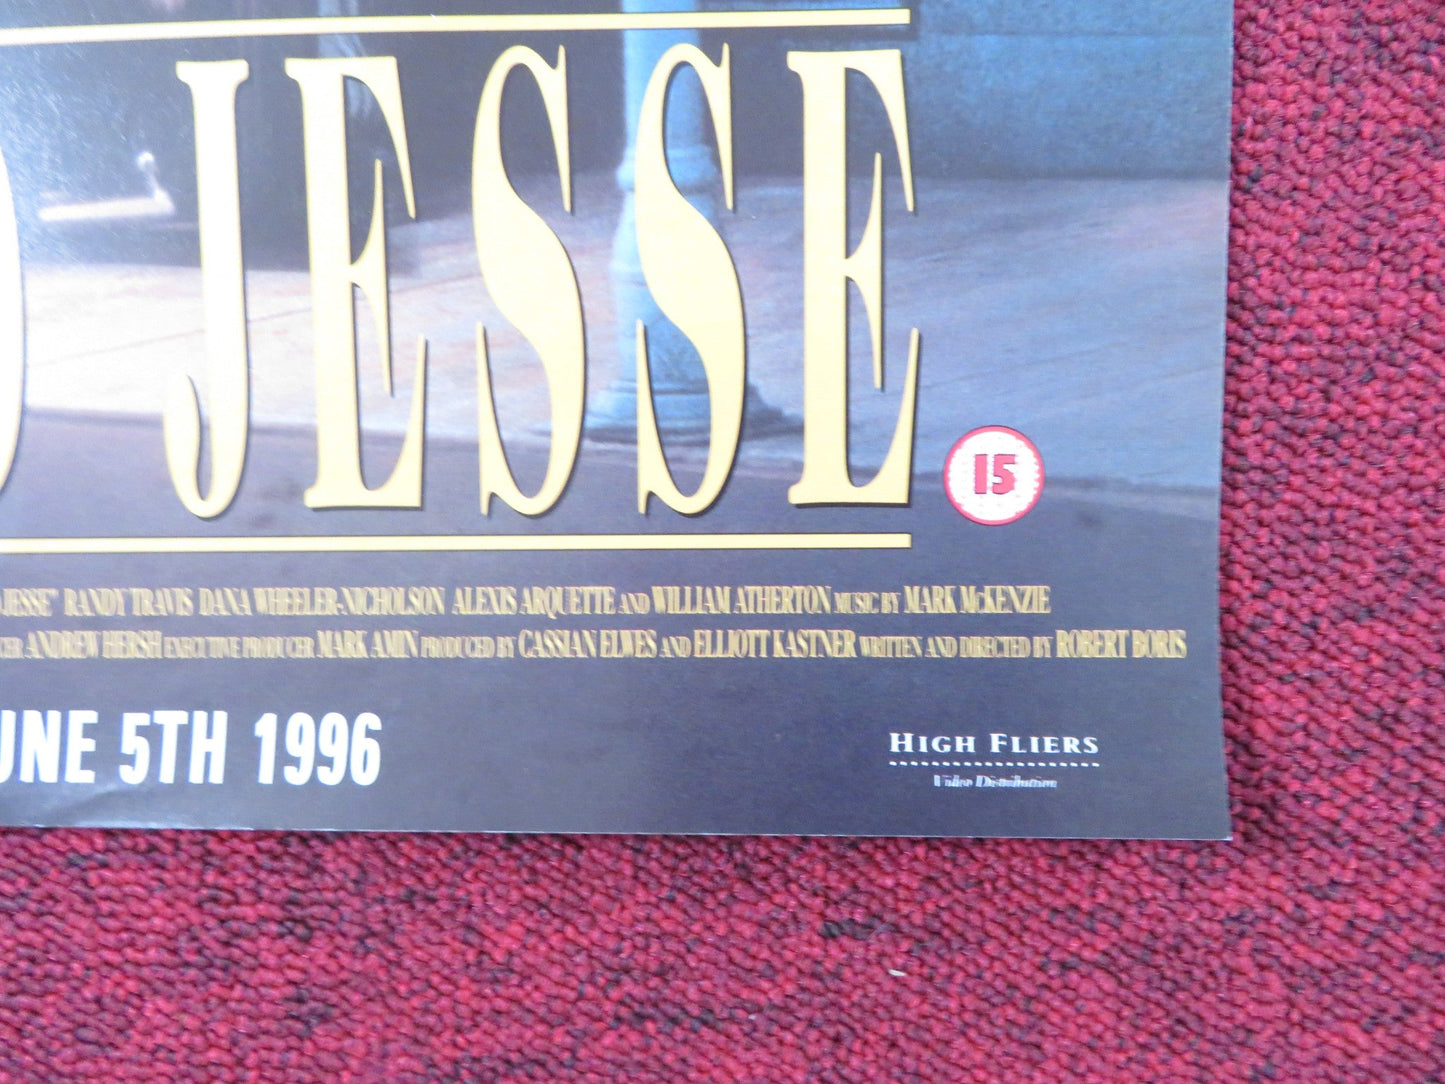 JESSE
15
JESSE" RANDY TRAVIS DANA WHEELER-NICHOLSON ALEXIS ARQUETTE AND WILLIAM ATHERTON MUSIC BY MARK McKENZIE
ANDREW HERSH EXECUTIVE PRODUCER MARK AMIN PRODUCED BY CASSIAN ELWES AND ELLIOTT KASTNER WRITTEN AND DIRECTED BY ROBERT BORIS
UNE 5TH 1996
HIGH FLIERS
Video Distribution